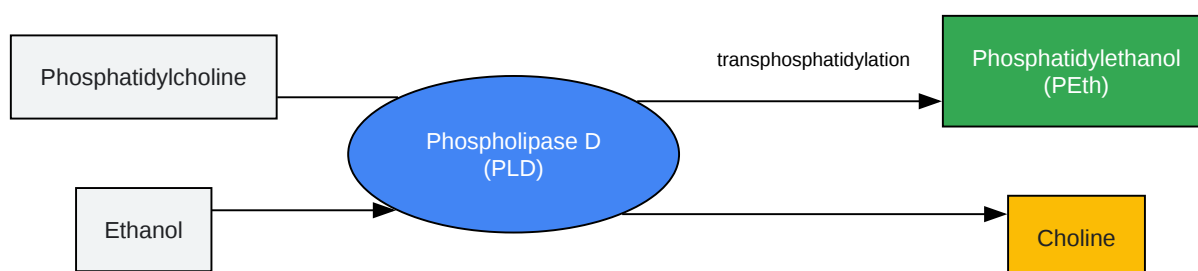 Phosphatidylcholine
Ethanol
Phospholipase D
(PLD)
transphosphatidylation
Phosphatidylethanol
(PEth)
Choline